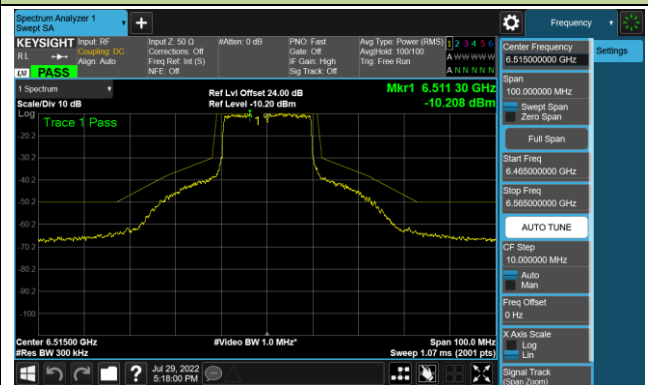 Spectrum Analyzer 1
Swept SA
+
Frequency
KEYSIGHT
RL
LXI PASS
Input: RF
Coupling: DC
Align: Auto
Input Z: 50 Ω
Corrections: Off
Freq Ref: Int (S)
NFE: Off
#Atten: 0 dB
PNO: Fast
Gate: Off
IF Gain: High
Sig Track: Off
Avg Type: Power (RMS)
Avg|Hold: 100/100
Trig: Free Run
1 2 3 4 5 6
A W W W W W
A N N N N N
1 Spectrum
Scale/Div 10 dB
Ref Lvl Offset 24.00 dB
Ref Level -10.20 dBm
Mkr1 6.511 30 GHz
-10.208 dBm
Log
Trace 1 Pass
1
-20.2
-30.2
-40.2
-50.2
-60.2
-70.2
-80.2
-90.2
-100
Center 6.51500 GHz
#Res BW 300 kHz
#Video BW 1.0 MHz*
Span 100.0 MHz
Sweep 1.07 ms (2001 pts)
Center Frequency
6.515000000 GHz
Settings
Span
100.000000 MHz
Swept Span
Zero Span
Full Span
Start Freq
6.465000000 GHz
Stop Freq
6.565000000 GHz
AUTO TUNE
CF Step
10.000000 MHz
Auto
Man
Freq Offset
0 Hz
X Axis Scale
Log
Lin
Signal Track
(Span Zoom)
?
Jul 29, 2022
5:18:00 PM